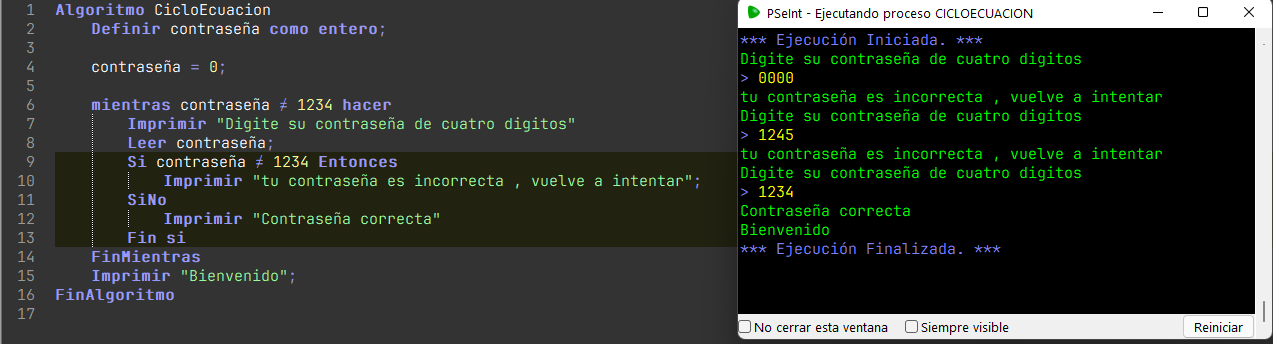 1 Algoritmo CicloEcuacion
2 Definir contraseña como entero;
3
4 contraseña = 0;
5
6 mientras contraseña ≠ 1234 hacer
7 Imprimir "Digite su contraseña de cuatro digitos"
8 Leer contraseña;
9 Si contraseña ≠ 1234 Entonces
10 Imprimir "tu contraseña es incorrecta , vuelve a intentar";
11 SiNo
12 Imprimir "Contraseña correcta"
13 Fin si
14 FinMientras
15 Imprimir "Bienvenido";
16 FinAlgoritmo
17
PSeInt - Ejecutando proceso CICLOECUACION
*** Ejecución Iniciada. ***
Digite su contraseña de cuatro digitos
> 0000
tu contraseña es incorrecta , vuelve a intentar
Digite su contraseña de cuatro digitos
> 1245
tu contraseña es incorrecta , vuelve a intentar
Digite su contraseña de cuatro digitos
> 1234
Contraseña correcta
Bienvenido
*** Ejecución Finalizada. ***
No cerrar esta ventana Siempre visible Reiniciar